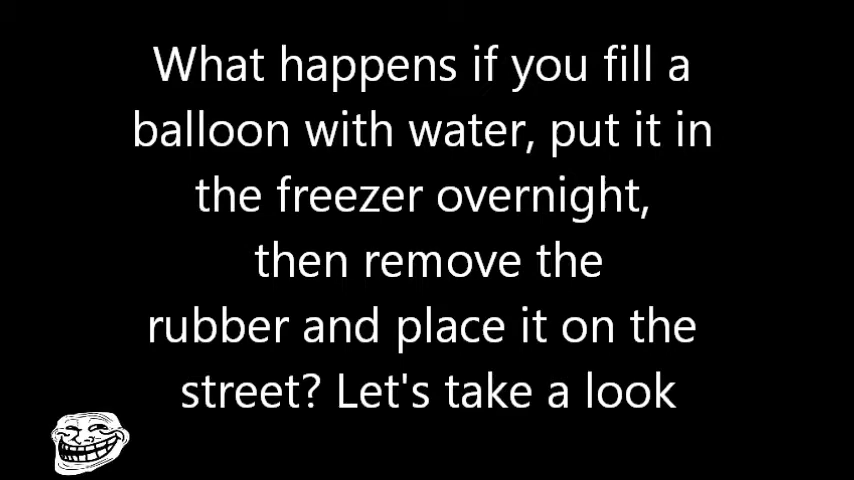 What happens if you fill a
balloon with water, put it in
the freezer overnight,
then remove the
rubber and place it on the
street? Let's take a look